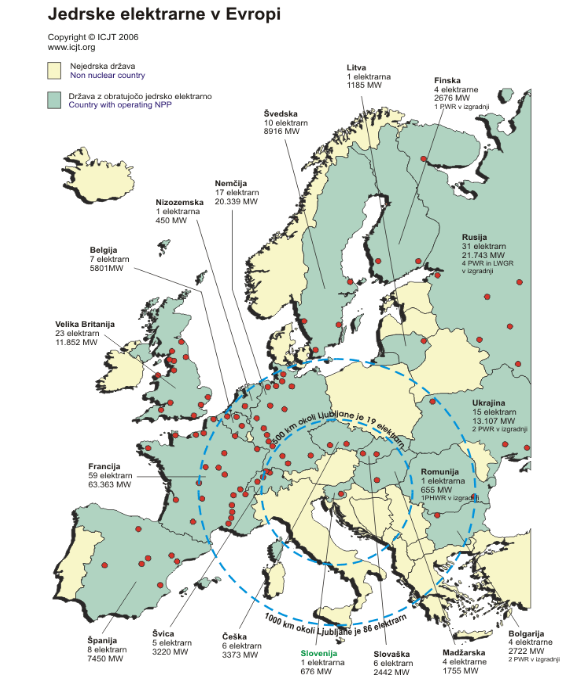 Jedrske elektrarne v Evropi
Copyright © ICJT 2006
www.icjt.org
Nejedrska država
Non nuclear country
Država z obratujočo jedrsko elektrarno
Country with operating NPP
Litva
1 elektrarna
1185 MW
Finska
4 elektrarne
2676 MW
1 PWR v izgradnji
Švedska
10 elektrarn
8916 MW
Nemčija
17 elektrarn
20.339 MW
Nizozemska
1 elektrarna
450 MW
Rusija
31 elektrarn
21.743 MW
4 PWR in LWGR
v izgradnji
Belgija
7 elektrarn
5801MW
Velika Britanija
23 elektrarn
11.852 MW
Ukrajina
15 elektrarn
13.107 MW
2 PWR v izgradnji
500 km okoli Ljubljane je 19 elektrarn
Francija
59 elektrarn
63.363 MW
Romunija
1 elektrarna
655 MW
1PHWR v izgradnji
1000 km okoli Ljubljane je 86 elektrarn
Španija
8 elektrarn
7450 MW
Švica
5 elektrarn
3220 MW
Češka
6 elektrarn
3373 MW
Slovenija
1 elektrarna
676 MW
Slovaška
6 elektrarn
2442 MW
Madžarska
4 elektrarne
1755 MW
Bolgarija
4 elektrarne
2722 MW
2 PWR v izgradnji